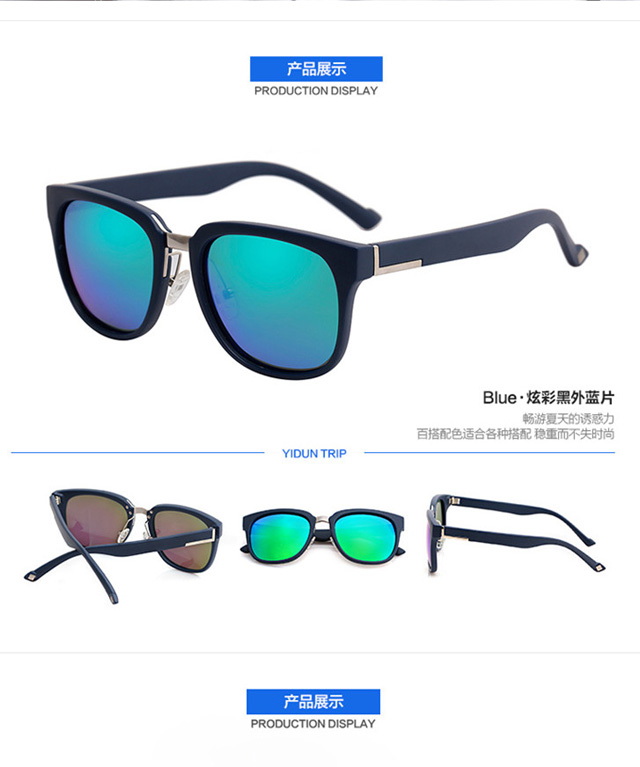 产品展示
PRODUCTION DISPLAY
Blue·炫彩黑外蓝片
畅游夏天的诱惑力
百搭配色适合各种搭配 稳重而不失时尚
YIDUN TRIP
产品展示
PRODUCTION DISPLAY